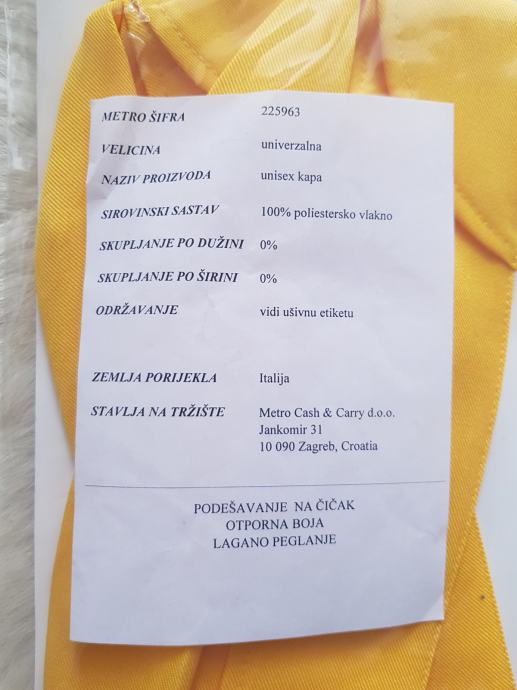 METRO ŠIFRA 225963
VELICINA univerzalna
NAZIV PROIZVODA unisex kapa
SIROVINSKI SASTAV 100% poliestersko vlakno
SKUPLJANJE PO DUŽINI 0%
SKUPLJANJE PO ŠIRINI 0%
ODRŽAVANJE vidi ušivnu etiketu
ZEMLJA PORIJEKLA Italija
STAVLJA NA TRŽIŠTE Metro Cash & Carry d.o.o.
Jankomir 31
10 090 Zagreb, Croatia
PODEŠAVANJE NA ČIČAK
OTPORNA BOJA
LAGANO PEGLANJE